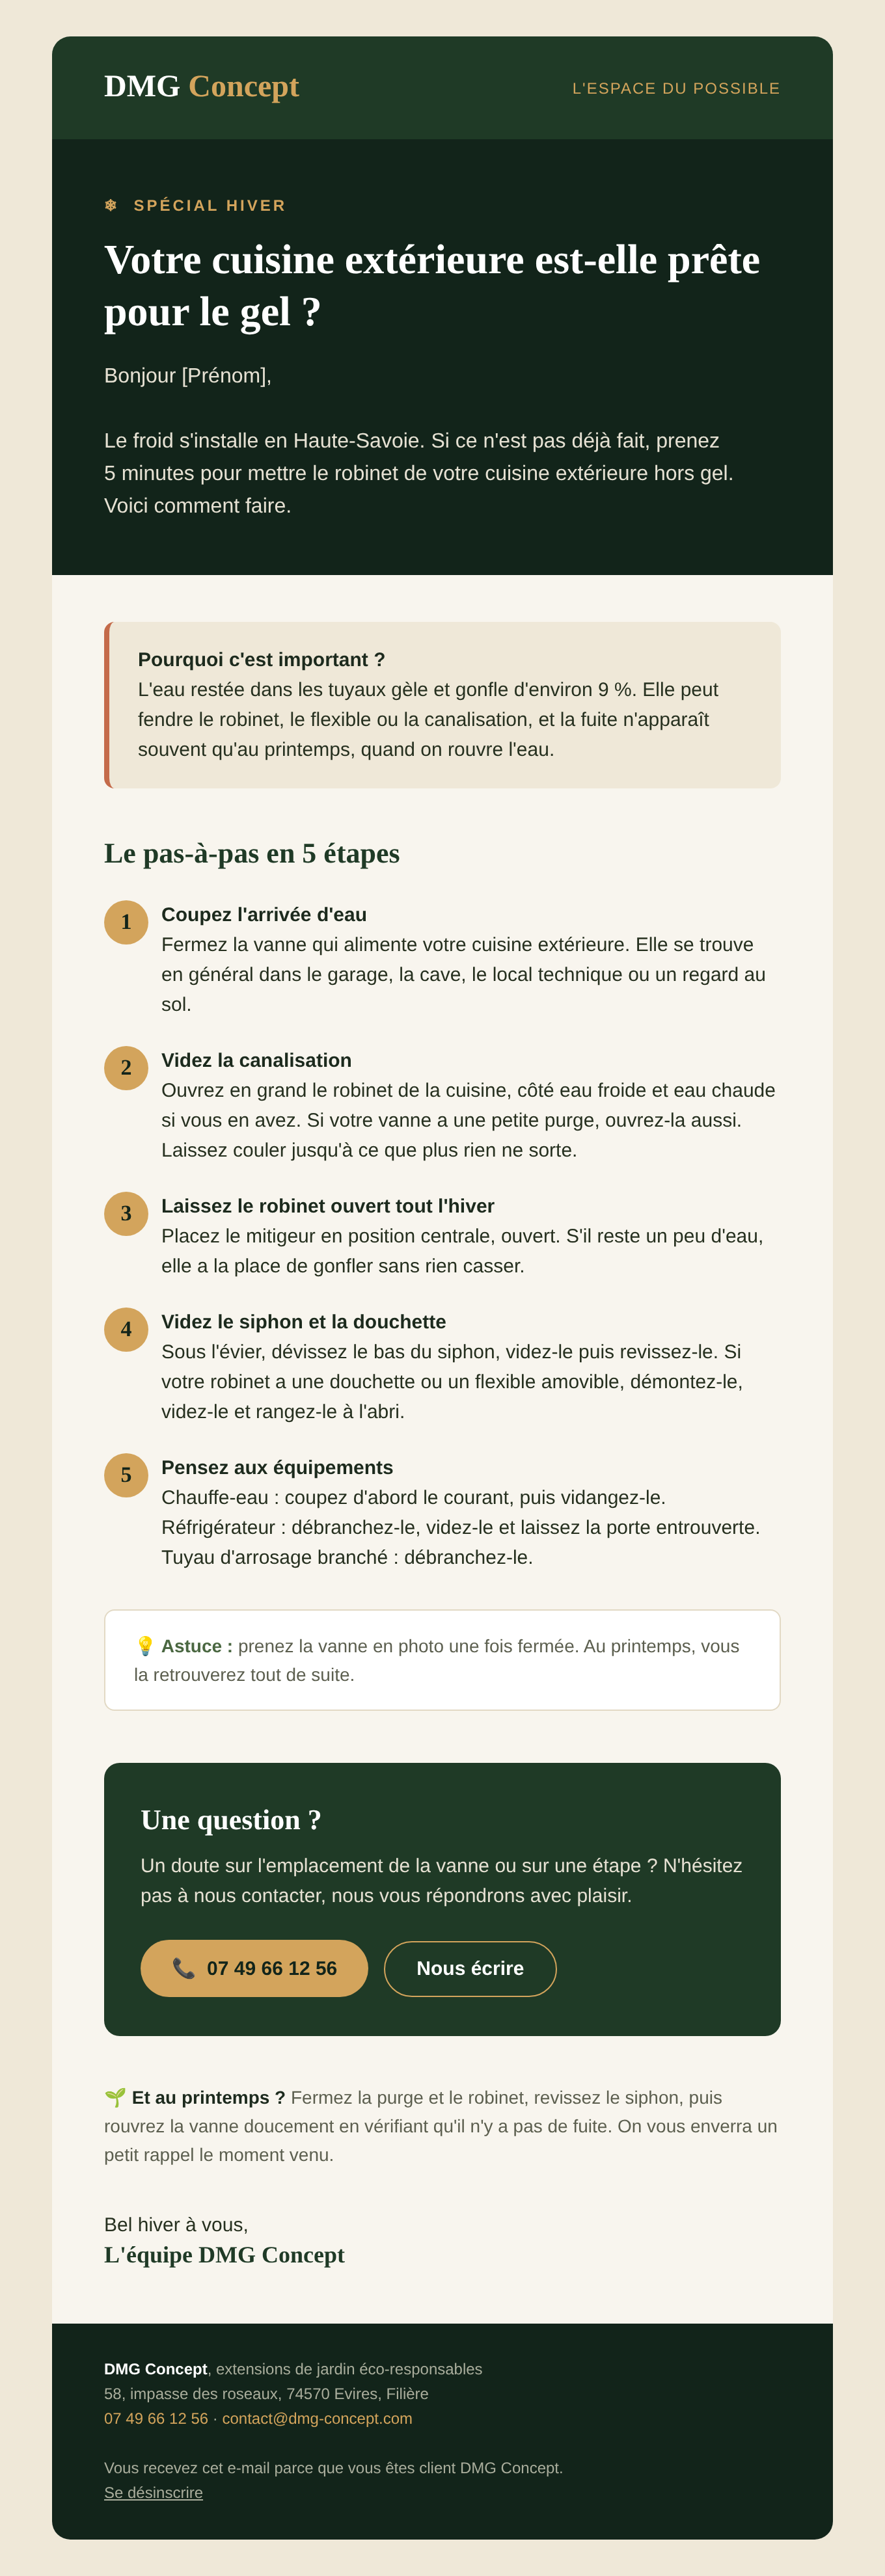 DMG Concept
L'ESPACE DU POSSIBLE
❄ SPÉCIAL HIVER
Votre cuisine extérieure est-elle prête
pour le gel ?
Bonjour [Prénom],
Le froid s'installe en Haute-Savoie. Si ce n'est pas déjà fait, prenez
5 minutes pour mettre le robinet de votre cuisine extérieure hors gel.
Voici comment faire.
Pourquoi c'est important ?
L'eau restée dans les tuyaux gèle et gonfle d'environ 9 %. Elle peut
fendre le robinet, le flexible ou la canalisation, et la fuite n'apparaît
souvent qu'au printemps, quand on rouvre l'eau.
Le pas-à-pas en 5 étapes
1
Coupez l'arrivée d'eau
Fermez la vanne qui alimente votre cuisine extérieure. Elle se trouve
en général dans le garage, la cave, le local technique ou un regard au
sol.
2
Videz la canalisation
Ouvrez en grand le robinet de la cuisine, côté eau froide et eau chaude
si vous en avez. Si votre vanne a une petite purge, ouvrez-la aussi.
Laissez couler jusqu'à ce que plus rien ne sorte.
3
Laissez le robinet ouvert tout l'hiver
Placez le mitigeur en position centrale, ouvert. S'il reste un peu d'eau,
elle a la place de gonfler sans rien casser.
4
Videz le siphon et la douchette
Sous l'évier, dévissez le bas du siphon, videz-le puis revissez-le. Si
votre robinet a une douchette ou un flexible amovible, démontez-le,
videz-le et rangez-le à l'abri.
5
Pensez aux équipements
Chauffe-eau : coupez d'abord le courant, puis vidangez-le.
Réfrigérateur : débranchez-le, videz-le et laissez la porte entrouverte.
Tuyau d'arrosage branché : débranchez-le.
💡 Astuce : prenez la vanne en photo une fois fermée. Au printemps, vous
la retrouverez tout de suite.
Une question ?
Un doute sur l'emplacement de la vanne ou sur une étape ? N'hésitez
pas à nous contacter, nous vous répondrons avec plaisir.
📞 07 49 66 12 56
Nous écrire
🌱 Et au printemps ? Fermez la purge et le robinet, revissez le siphon, puis
rouvrez la vanne doucement en vérifiant qu'il n'y a pas de fuite. On vous enverra un
petit rappel le moment venu.
Bel hiver à vous,
L'équipe DMG Concept
DMG Concept, extensions de jardin éco-responsables
58, impasse des roseaux, 74570 Evires, Filière
07 49 66 12 56 · contact@dmg-concept.com
Vous recevez cet e-mail parce que vous êtes client DMG Concept.
Se désinscrire